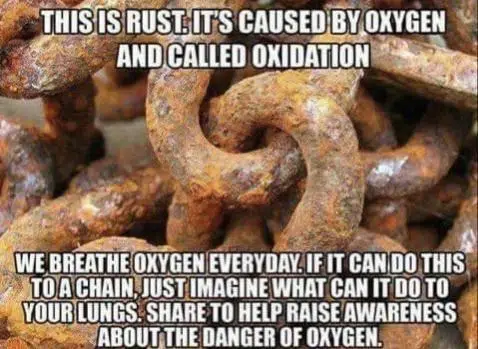 THIS IS RUST. IT'S CAUSED BY OXYGEN
AND CALLED OXIDATION
WE BREATHE OXYGEN EVERYDAY. IF IT CAN DO THIS
TO A CHAIN, JUST IMAGINE WHAT CAN IT DO TO
YOUR LUNGS. SHARE TO HELP RAISE AWARENESS
ABOUT THE DANGER OF OXYGEN.